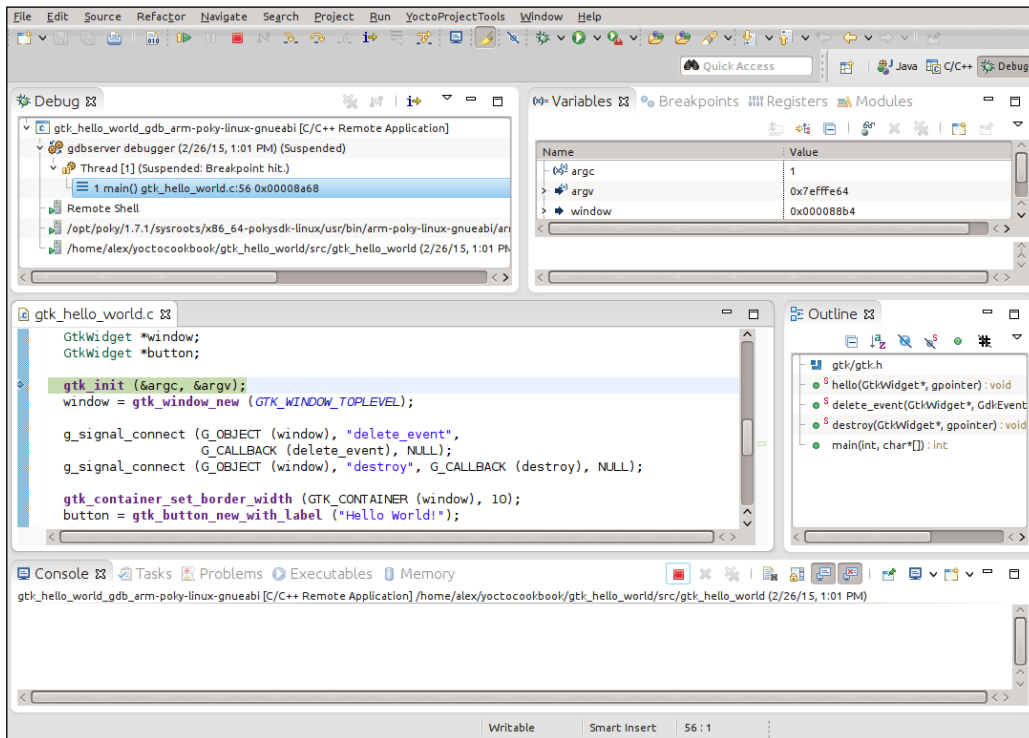 File Edit Source Refactor Navigate Search Project Run YoctoProjectTools Window Help
Quick Access
Java C/C++ Debug
Debug
gtk_hello_world_gdb_arm-poky-linux-gnueabi [C/C++ Remote Application]
gdbserver debugger (2/26/15, 1:01 PM) (Suspended)
Thread [1] (Suspended: Breakpoint hit.)
1 main() gtk_hello_world.c:56 0x00008a68
Remote Shell
/opt/poky/1.7.1/sysroots/x86_64-pokysdk-linux/usr/bin/arm-poky-linux-gnueabi/arm
/home/alex/yoctocookbook/gtk_hello_world/src/gtk_hello_world (2/26/15, 1:01 PM
Variables Breakpoints Registers Modules
Name Value
argc 1
argv 0x7efffe64
window 0x000088b4
gtk_hello_world.c
GtkWidget *window;
GtkWidget *button;
gtk_init (&argc, &argv);
window = gtk_window_new (GTK_WINDOW_TOPLEVEL);
g_signal_connect (G_OBJECT (window), "delete_event",
G_CALLBACK (delete_event), NULL);
g_signal_connect (G_OBJECT (window), "destroy", G_CALLBACK (destroy), NULL);
gtk_container_set_border_width (GTK_CONTAINER (window), 10);
button = gtk_button_new_with_label ("Hello World!");
Outline
gtk/gtk.h
hello(GtkWidget*, gpointer) : void
delete_event(GtkWidget*, GdkEvent
destroy(GtkWidget*, gpointer) : void
main(int, char*[]) : int
Console Tasks Problems Executables Memory
gtk_hello_world_gdb_arm-poky-linux-gnueabi [C/C++ Remote Application] /home/alex/yoctocookbook/gtk_hello_world/src/gtk_hello_world (2/26/15, 1:01 PM)
Writable Smart Insert 56 : 1